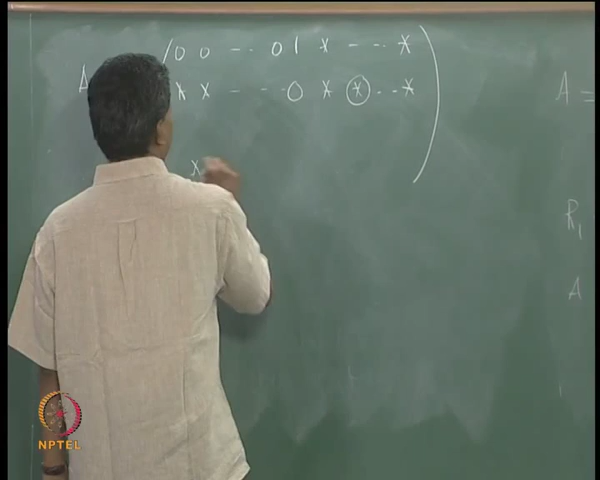 A ( 0 0 - .. 0 1 * - - .. *
* * - - .. 0 * * .. * )
x
A =
R₁
A
NPTEL